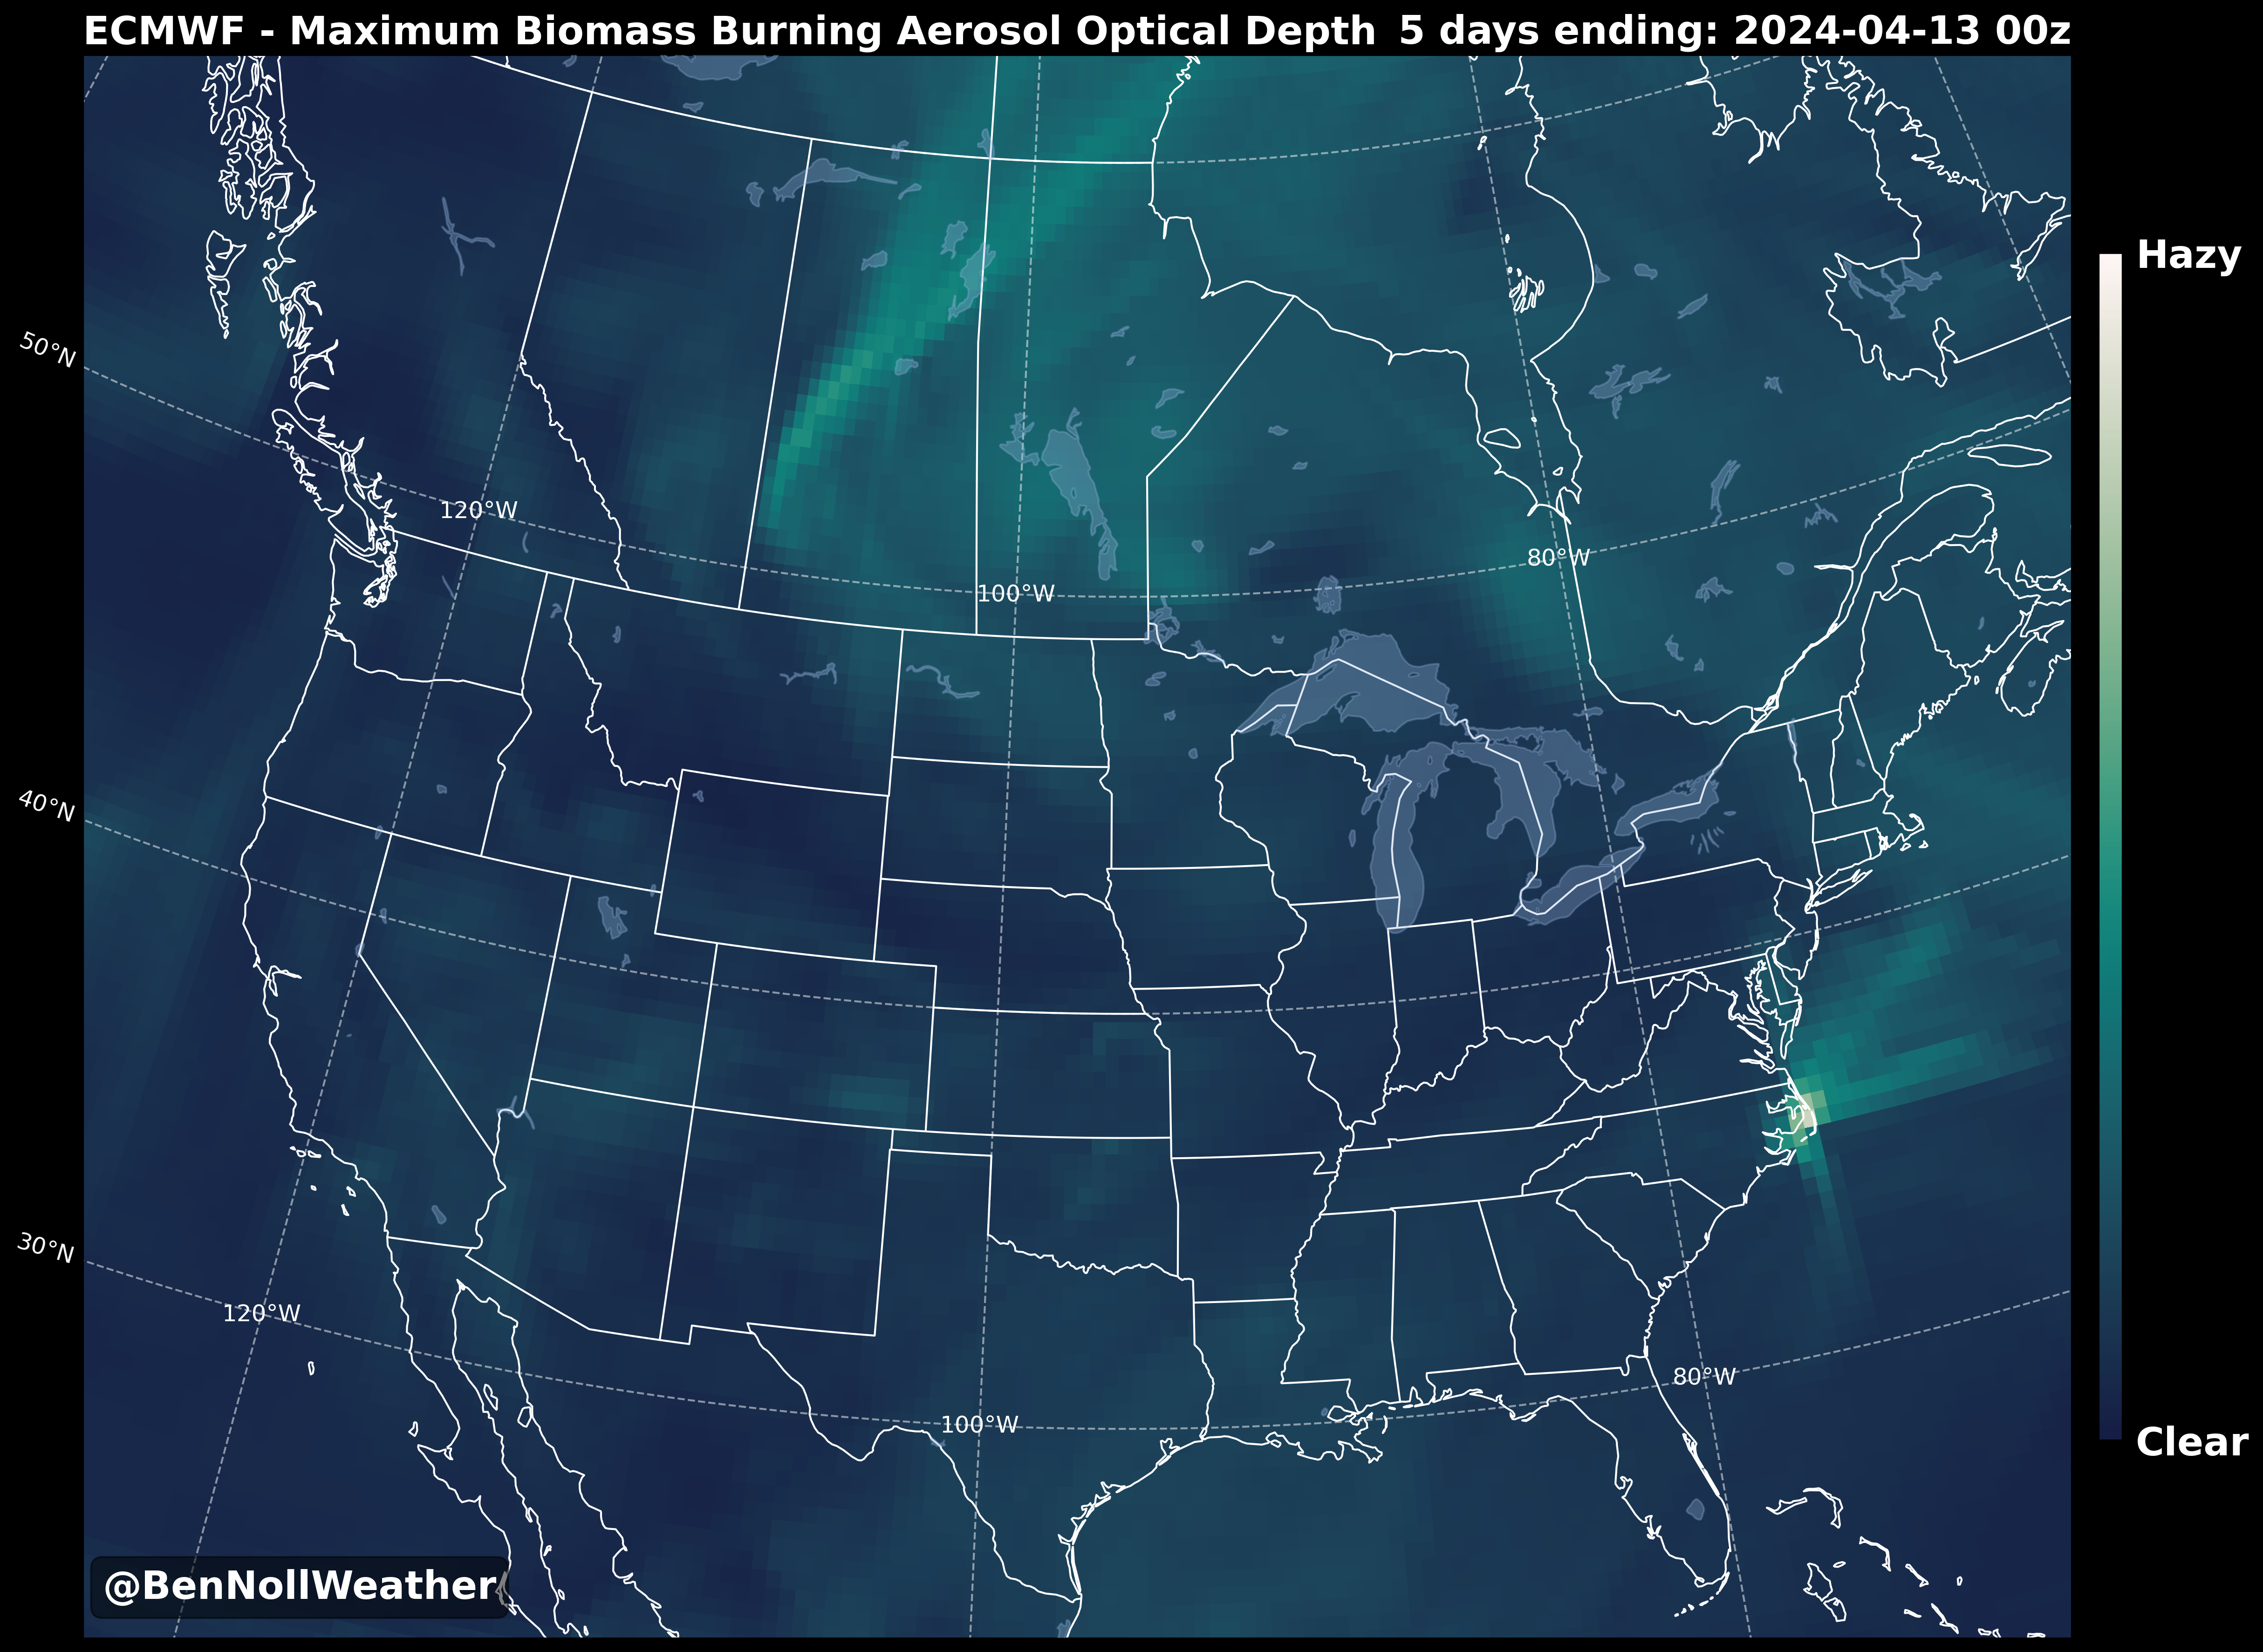 ECMWF - Maximum Biomass Burning Aerosol Optical Depth 5 days ending: 2024-04-13 00z
Hazy
50°N
120°W
80°W
100°W
40°N
30°N
120°W
80°W
100°W
Clear
@BenNollWeather